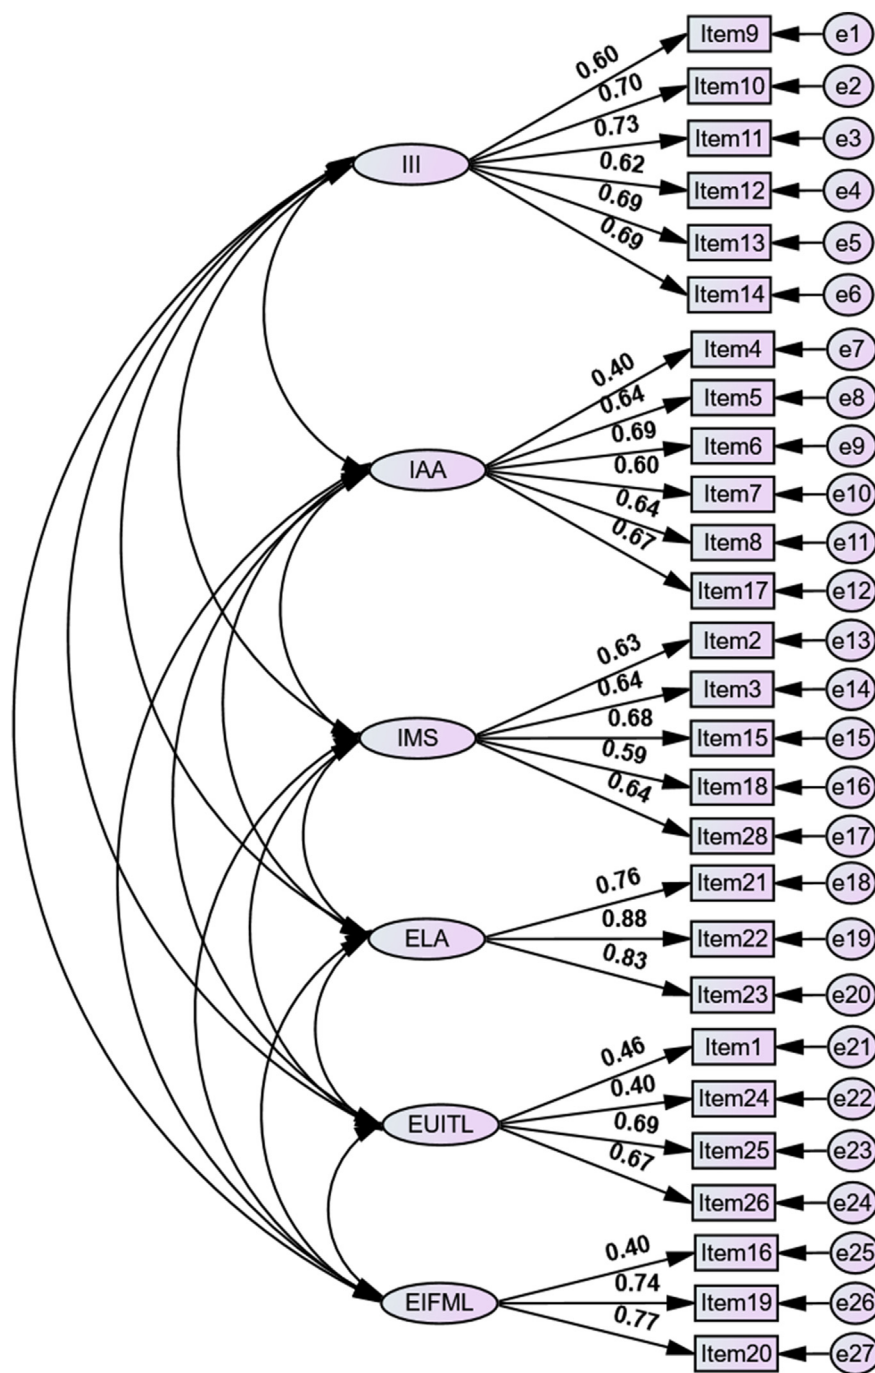 Item9 e1
0.60
Item10 e2
0.70
0.73
Item11 e3
III
0.62
Item12 e4
0.69
Item13 e5
0.69
Item14 e6
Item4 e7
0.40
Item5 e8
0.64
0.69
Item6 e9
IAA
0.60
Item7 e10
0.64
Item8 e11
0.67
Item17 e12
Item2 e13
0.63
0.64
Item3 e14
0.68
IMS
Item15 e15
0.59
Item18 e16
0.64
Item28 e17
0.76
Item21 e18
0.88
ELA
Item22 e19
0.83
Item23 e20
0.46
Item1 e21
0.40
Item24 e22
0.69
EUITL
Item25 e23
0.67
Item26 e24
0.40
Item16 e25
0.74
EIFML
Item19 e26
0.77
Item20 e27